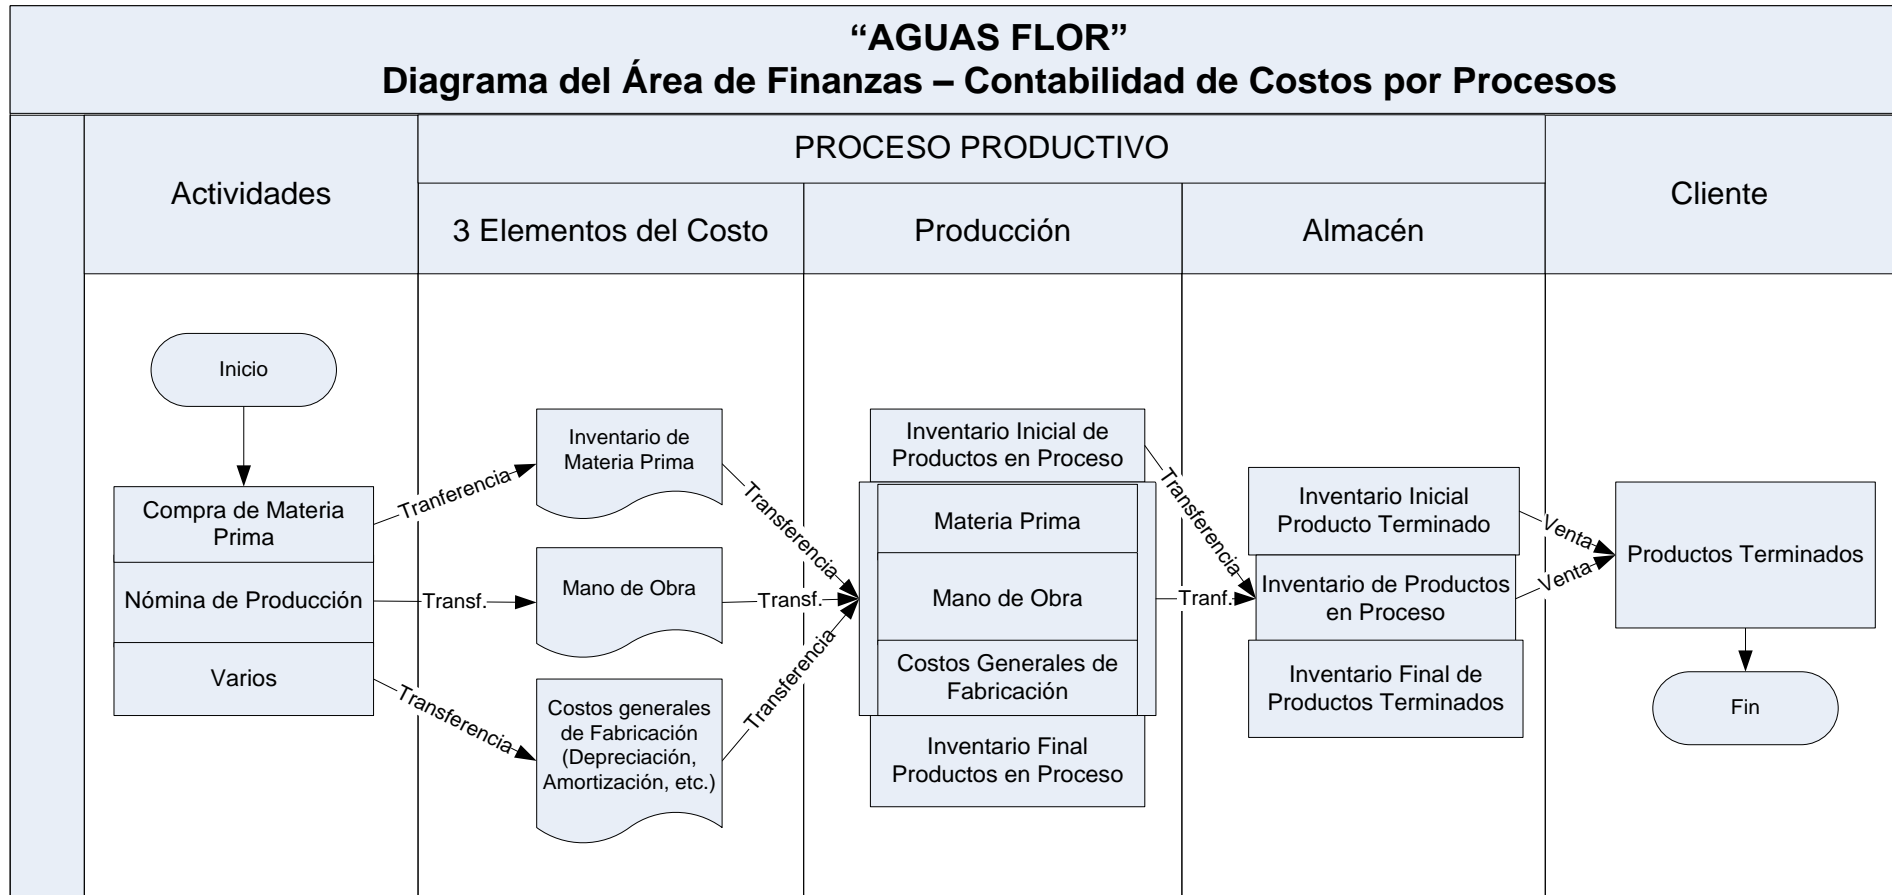 “AGUAS FLOR”
Diagrama del Área de Finanzas – Contabilidad de Costos por Procesos
Actividades
PROCESO PRODUCTIVO
3 Elementos del Costo
Producción
Almacén
Cliente
Inicio
Compra de Materia
Prima
Nómina de Producción
Varios
Tranferencia
Transf.
Transferencia
Inventario de
Materia Prima
Mano de Obra
Costos generales
de Fabricación
(Depreciación,
Amortización, etc.)
Transferencia
Transf.
Transferencia
Inventario Inicial de
Productos en Proceso
Materia Prima
Mano de Obra
Costos Generales de
Fabricación
Inventario Final
Productos en Proceso
Transferencia
Tranf.
Inventario Inicial
Producto Terminado
Inventario de Productos
en Proceso
Inventario Final de
Productos Terminados
Venta
Venta
Productos Terminados
Fin